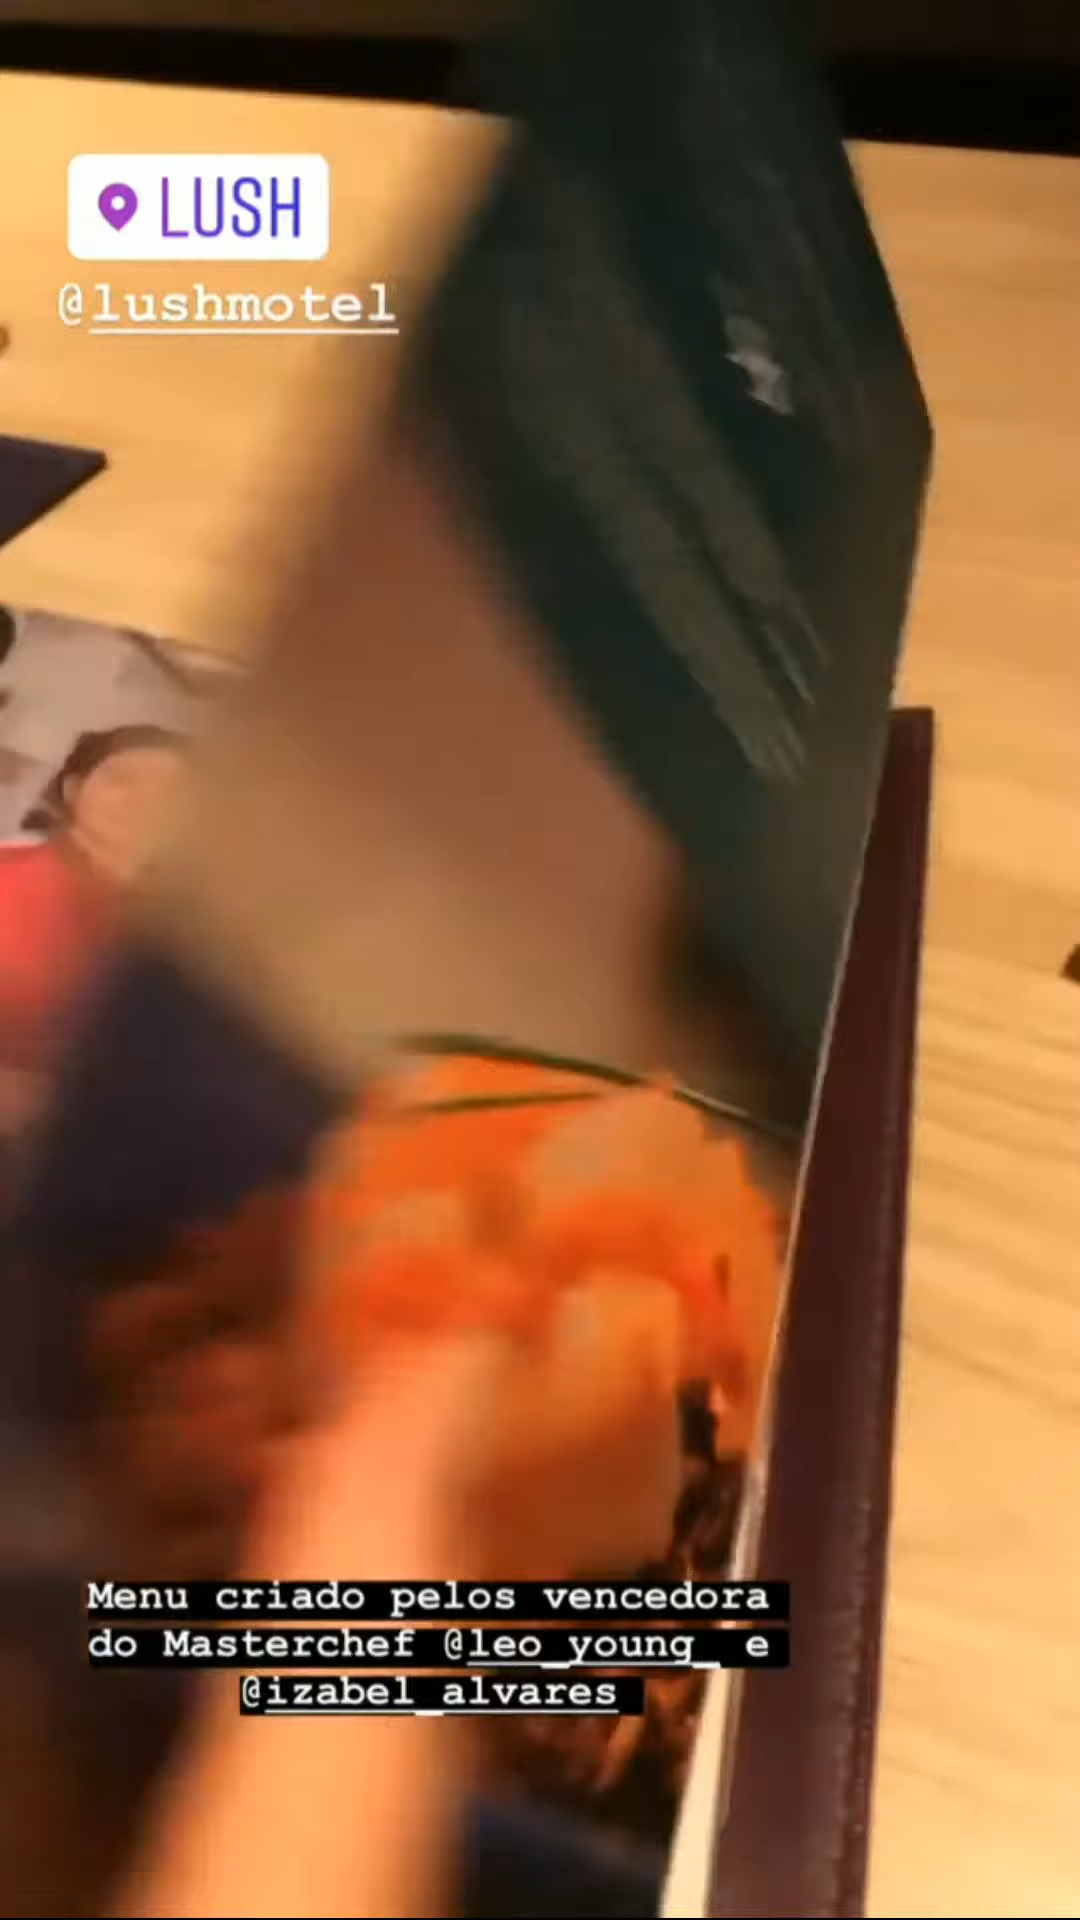 LUSH
@lushmotel
Menu criado pelos vencedora
do Masterchef @leo_young_ e
@izabel_alvares